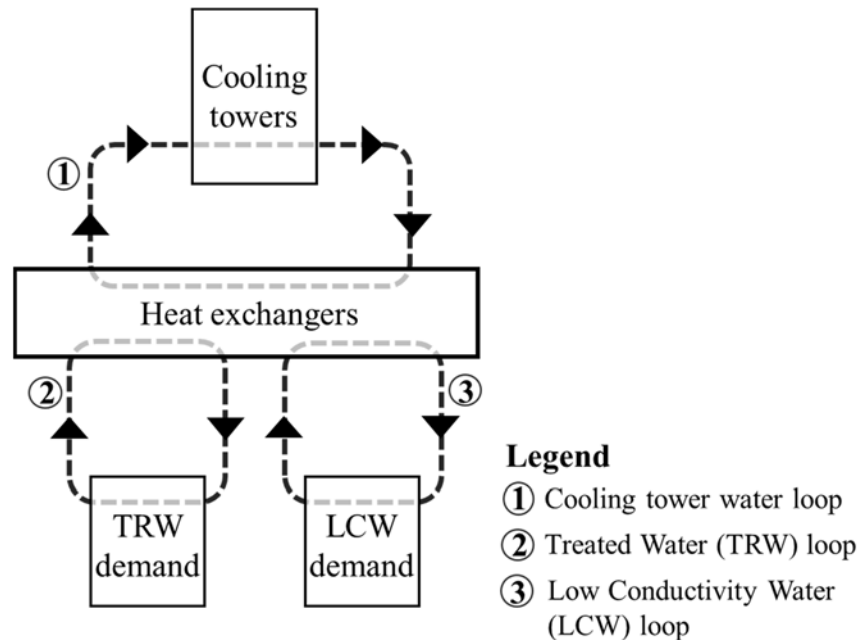 Cooling
towers
①
Heat exchangers
②
③
TRW
demand
LCW
demand
Legend
① Cooling tower water loop
② Treated Water (TRW) loop
③ Low Conductivity Water
(LCW) loop